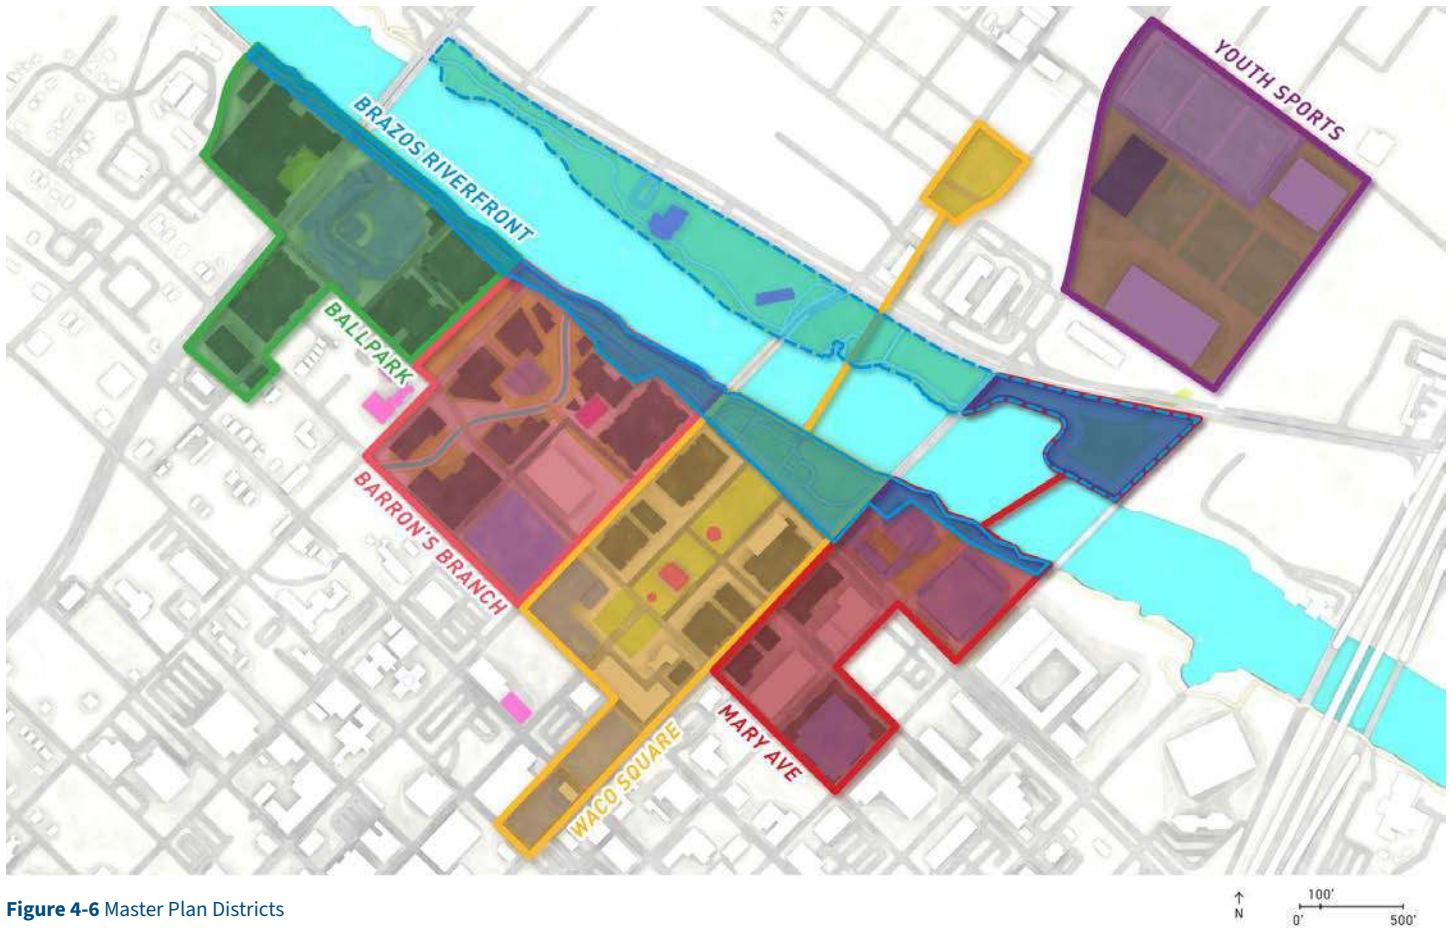 YOUTH SPORTS
BRAZOS RIVERFRONT
BALLPARK
BARRON'S BRANCH
MARY AVE
WACO SQUARE
Figure 4-6 Master Plan Districts
↑
N
100'
0'
500'